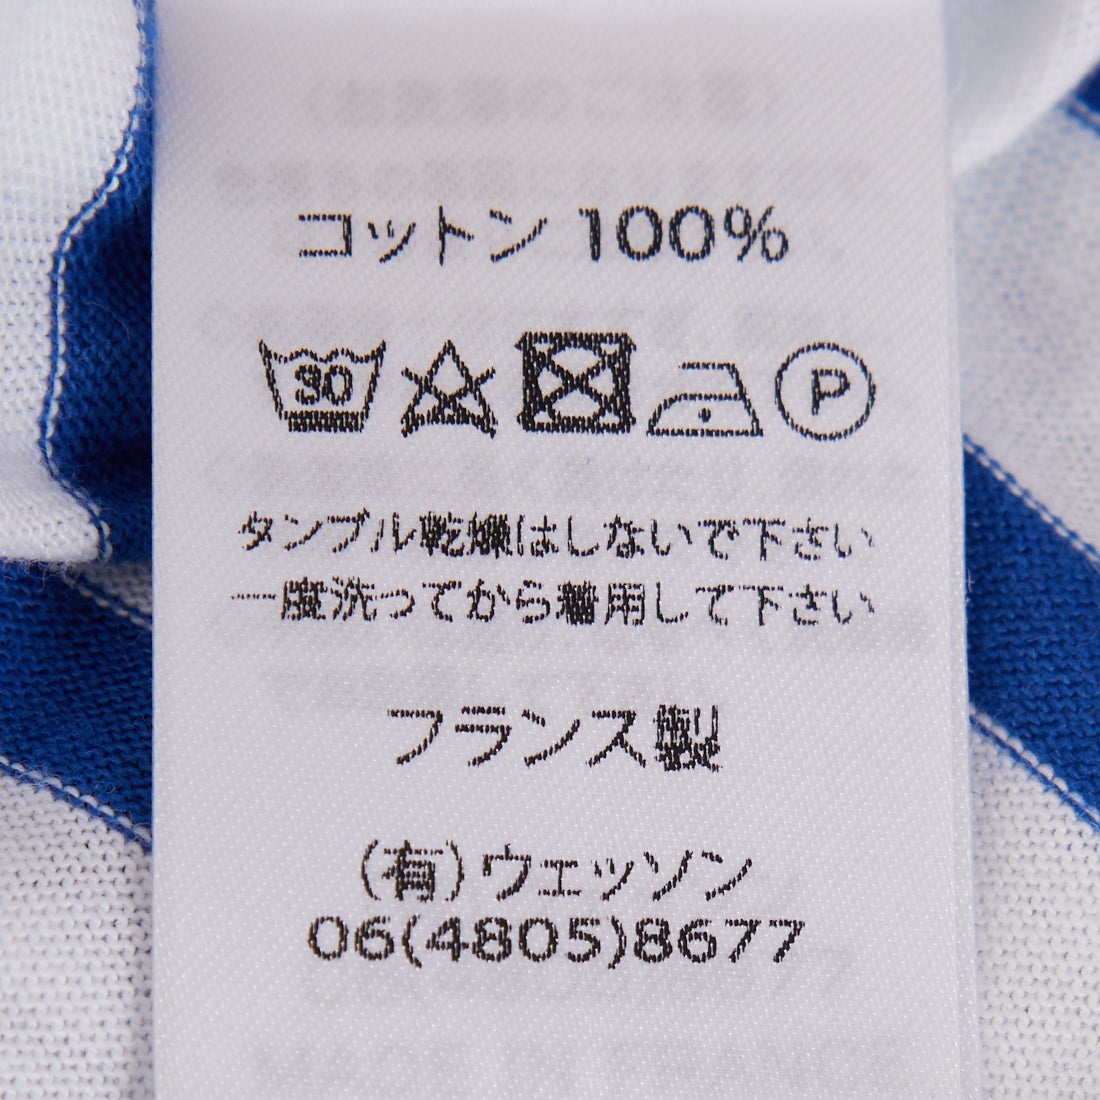 コットン 100%
30 P
タンブル乾燥はしないで下さい
一度洗ってから着用して下さい
フランス製
(有)ウェッソン
06(4805)8677